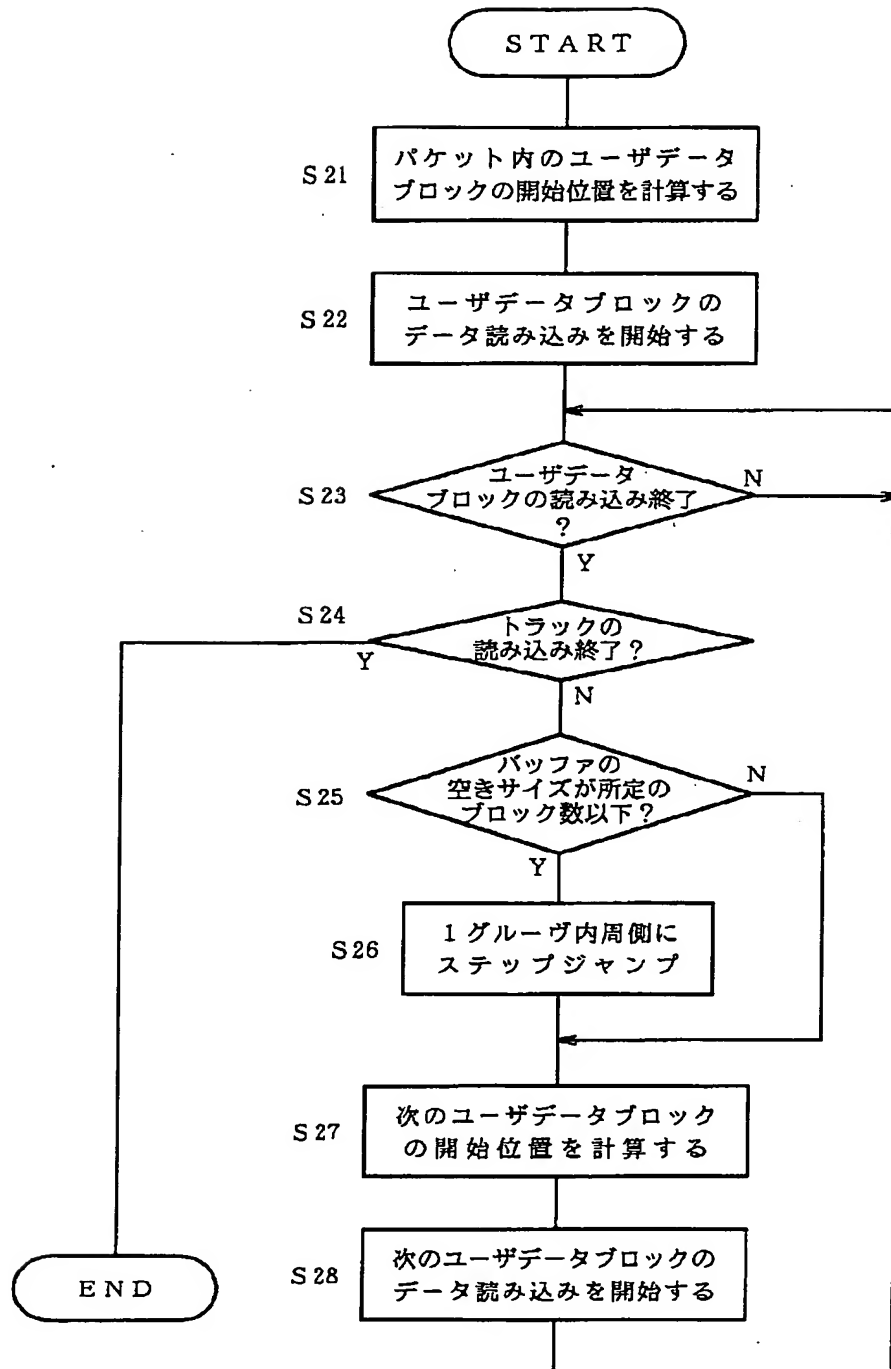 START
S21
パケット内のユーザデータ
ブロックの開始位置を計算する
S22
ユーザデータブロックの
データ読み込みを開始する
S23
ユーザデータ
ブロックの読み込み終了
?
N
Y
S24
トラックの
読み込み終了?
Y
N
S25
バッファの
空きサイズが所定の
ブロック数以下?
N
Y
S26
1グルーヴ内周側に
ステップジャンプ
S27
次のユーザデータブロック
の開始位置を計算する
S28
次のユーザデータブロックの
データ読み込みを開始する
END